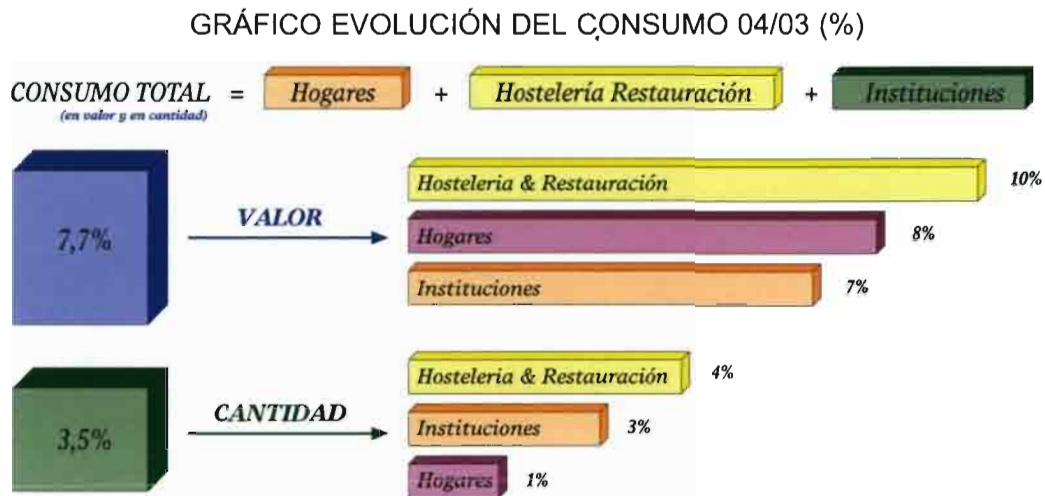 GRÁFICO EVOLUCIÓN DEL CONSUMO 04/03 (%)
CONSUMO TOTAL = Hogares + Hostelería Restauración + Instituciones
(en valor y en cantidad)
7,7%
VALOR
Hosteleria & Restauración 10%
Hogares 8%
Instituciones 7%
3,5%
CANTIDAD
Hosteleria & Restauración 4%
Instituciones 3%
Hogares 1%